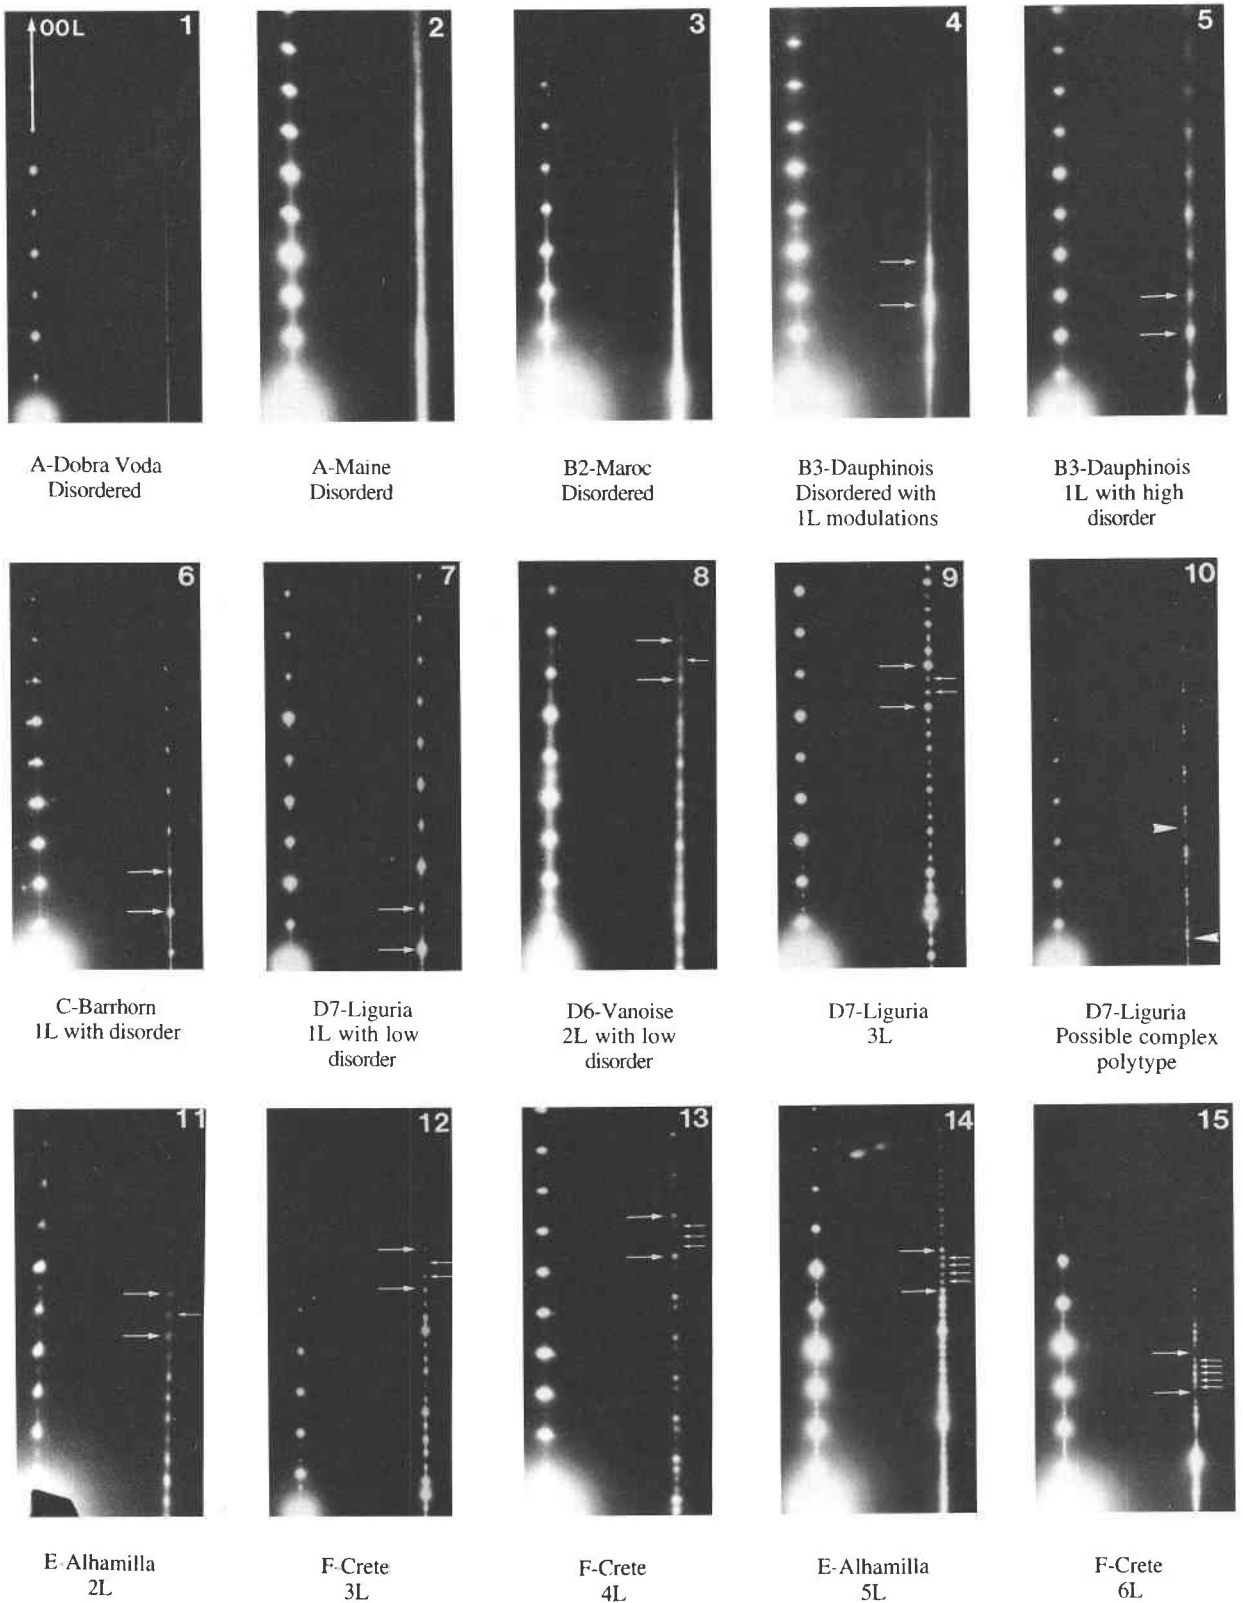 OOL
1
2
3
4
5
A-Dobra Voda
Disordered
A-Maine
Disorderd
B2-Maroc
Disordered
B3-Dauphinois
Disordered with
1L modulations
B3-Dauphinois
1L with high
disorder
6
7
8
9
10
C-Barrhorn
1L with disorder
D7-Liguria
1L with low
disorder
D6-Vanoise
2L with low
disorder
D7-Liguria
3L
D7-Liguria
Possible complex
polytype
11
12
13
14
15
E-Alhamilla
2L
F-Crete
3L
F-Crete
4L
E-Alhamilla
5L
F-Crete
6L